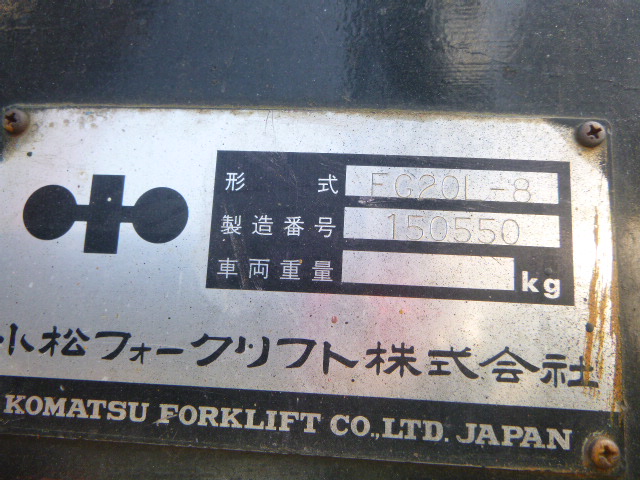 形式 FG20L-8
製造番号 150550
車両重量 kg
小松フォークリフト株式会社
KOMATSU FORKLIFT CO.,LTD. JAPAN